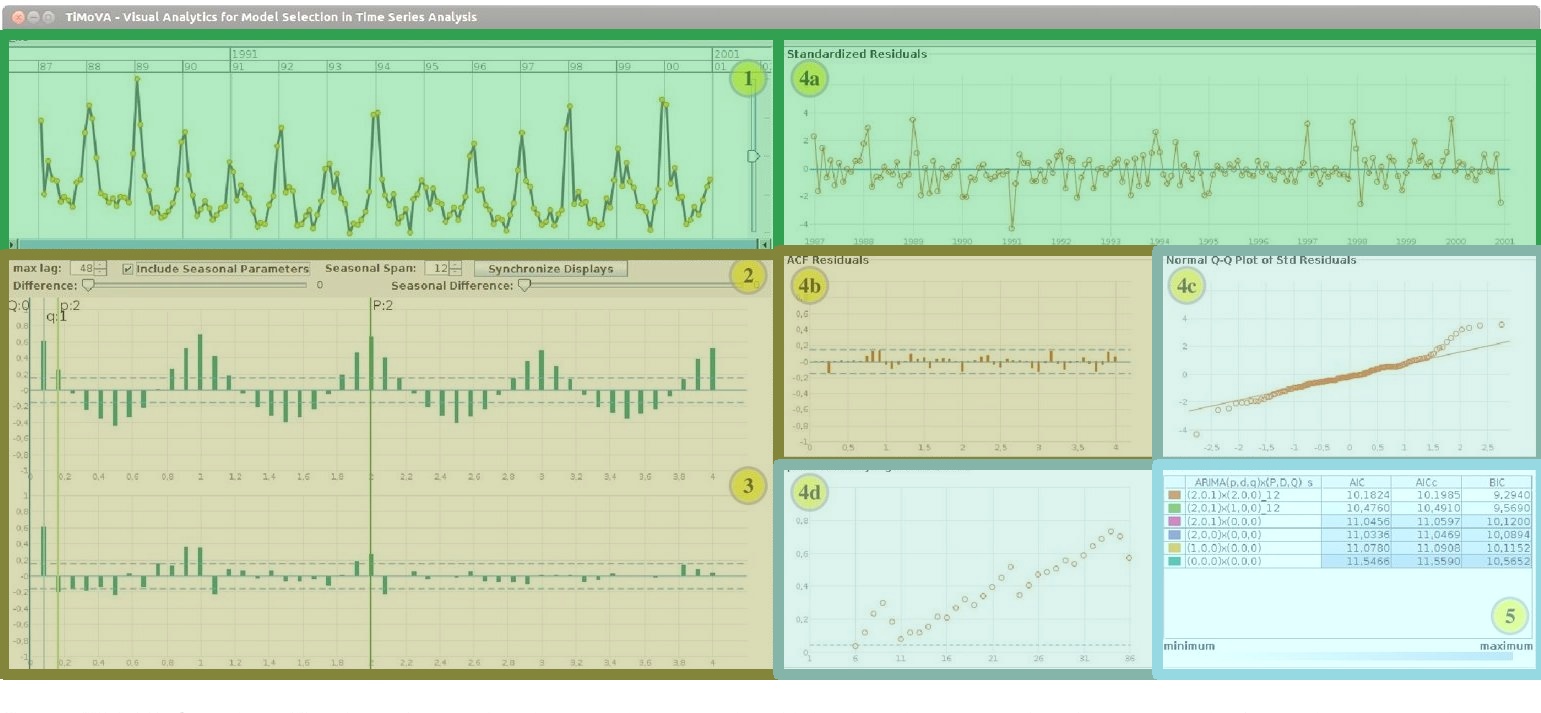 TiMoVA - Visual Analytics for Model Selection in Time Series Analysis
1991 2001
87 88 89 90 91 92 93 94 95 96 97 98 99 00 01
1
Standardized Residuals
4a
4
2
0
-2
-4
1987 1988 1989 1990 1991 1992 1993 1994 1995 1996 1997 1998 1999 2000 2001
max lag: 48 Include Seasonal Parameters Seasonal Span: 12 Synchronize Displays
Difference: 0 Seasonal Difference:
2
Q:0 p:2 P:2
q:1
0,8
0,6
0,4
0,2
-0
-0,2
-0,4
-0,6
-0,8
-1
0 0,2 0,4 0,6 0,8 1 1,2 1,4 1,6 1,8 2 2,2 2,4 2,6 2,8 3 3,2 3,4 3,6 3,8 4
3
1
0,8
0,6
0,4
0,2
-0
-0,2
-0,4
-0,6
-0,8
-1
0 0,2 0,4 0,6 0,8 1 1,2 1,4 1,6 1,8 2 2,2 2,4 2,6 2,8 3 3,2 3,4 3,6 3,8 4
ACF Residuals
4b
0,6
0,4
0,2
-0
-0,2
-0,4
-0,6
-0,8
-1
0 0,5 1 1,5 2 2,5 3 3,5 4
Normal Q-Q Plot of Std Residuals
4c
4
2
0
-2
-4
-2,5 -2 -1,5 -1 -0,5 0 0,5 1 1,5 2 2,5
4d
0,8
0,6
0,4
0,2
0
1 6 11 16 21 26 31 36
ARIMA(p,d,q)x(P,D,Q)_s AIC AICc BIC
(2,0,1)x(2,0,0)_12 10,1824 10,1985 9,2940
(2,0,1)x(1,0,0)_12 10,4760 10,4910 9,5690
(2,0,1)x(0,0,0) 11,0456 11,0597 10,1200
(2,0,0)x(0,0,0) 11,0336 11,0469 10,0894
(1,0,0)x(0,0,0) 11,0780 11,0908 10,1152
(0,0,0)x(0,0,0) 11,5466 11,5590 10,5652
5
minimum maximum